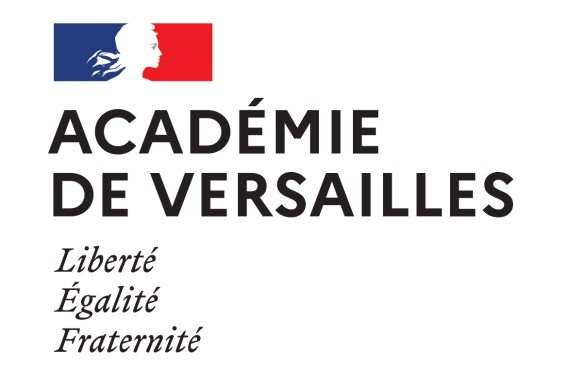 ACADÉMIE
DE VERSAILLES
Liberté
Égalité
Fraternité